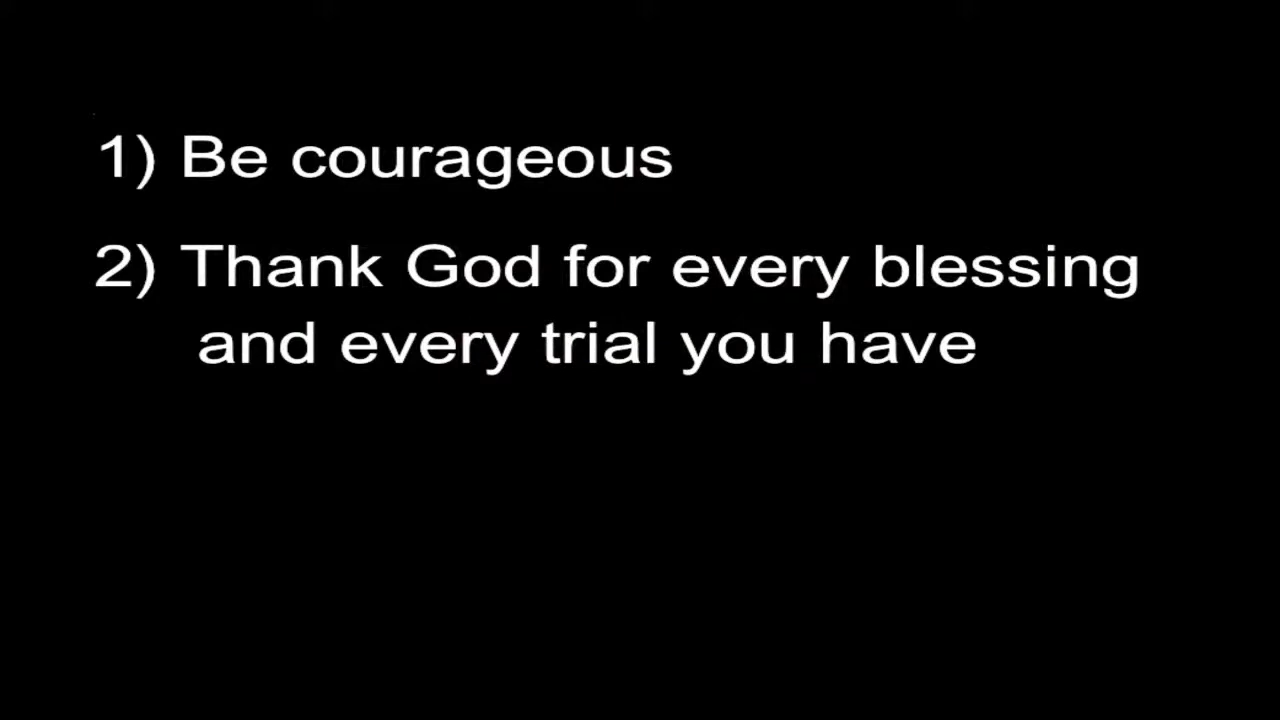 1) Be courageous
2) Thank God for every blessing
and every trial you have